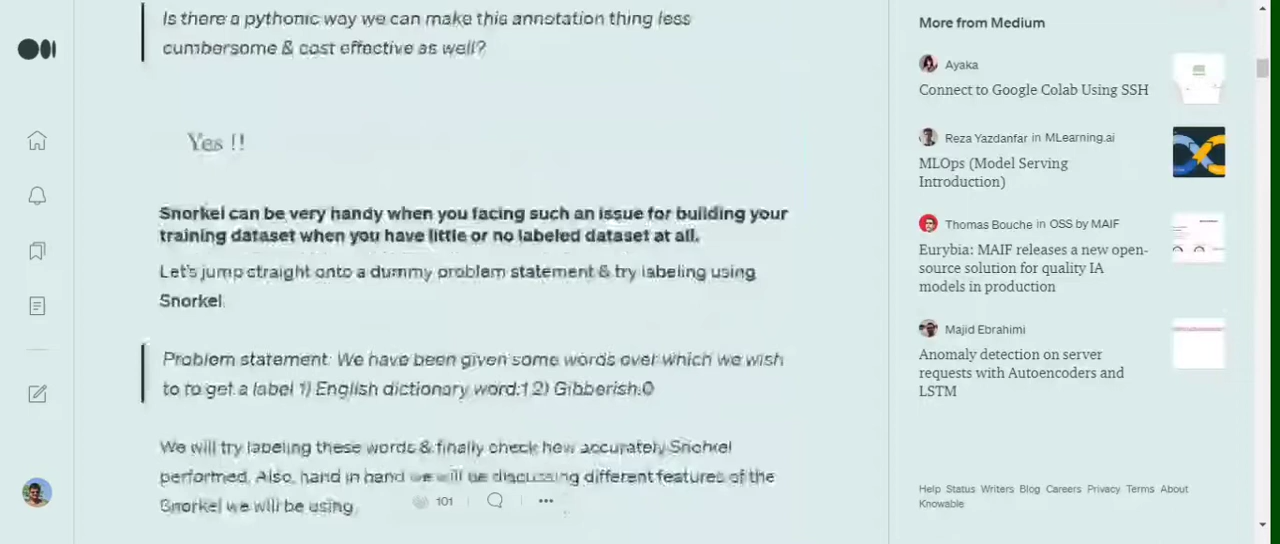 Is there a pythonic way we can make this annotation thing less
cumbersome & cost effective as well?
Yes !!
Snorkel can be very handy when you facing such an issue for building your
training dataset when you have little or no labeled dataset at all.
Let's jump straight onto a dummy problem statement & try labeling using
Snorkel.
Problem statement: We have been given some words over which we wish
to to get a label 1) English dictionary word:1 2) Gibberish:0
We will try labeling these words & finally check how accurately Snorkel
performed. Also, hand in hand we will be discussing different features of the
Snorkel we will be using.
101
More from Medium
Ayaka
Connect to Google Colab Using SSH
Reza Yazdanfar in MLearning.ai
MLOps (Model Serving
Introduction)
Thomas Bouche in OSS by MAIF
Eurybia: MAIF releases a new open-
source solution for quality IA
models in production
Majid Ebrahimi
Anomaly detection on server
requests with Autoencoders and
LSTM
Help Status Writers Blog Careers Privacy Terms About
Knowable